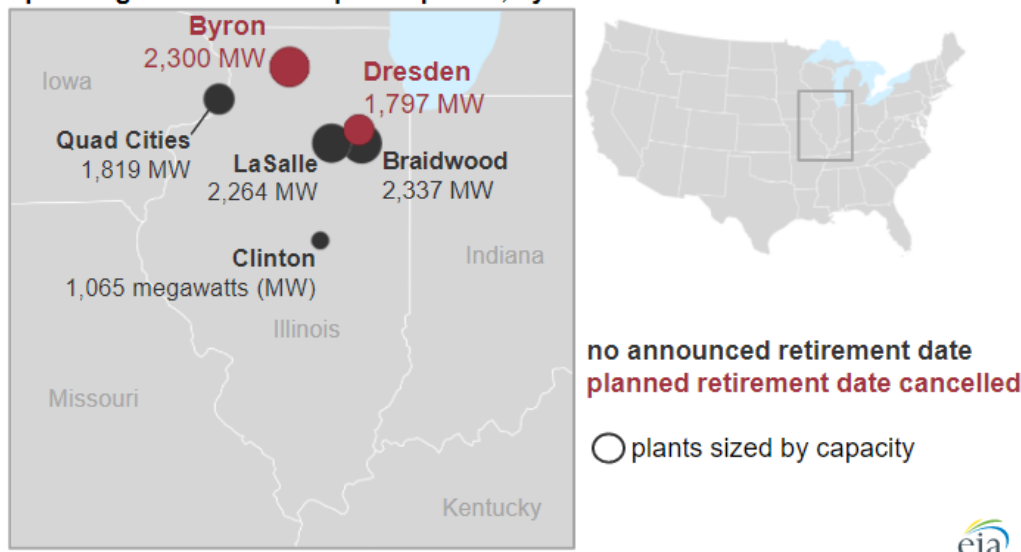 Byron
2,300 MW
Dresden
1,797 MW
Iowa
Quad Cities
1,819 MW
LaSalle
2,264 MW
Braidwood
2,337 MW
Clinton
1,065 megawatts (MW)
Indiana
Illinois
Missouri
Kentucky
no announced retirement date
planned retirement date cancelled
plants sized by capacity
eia